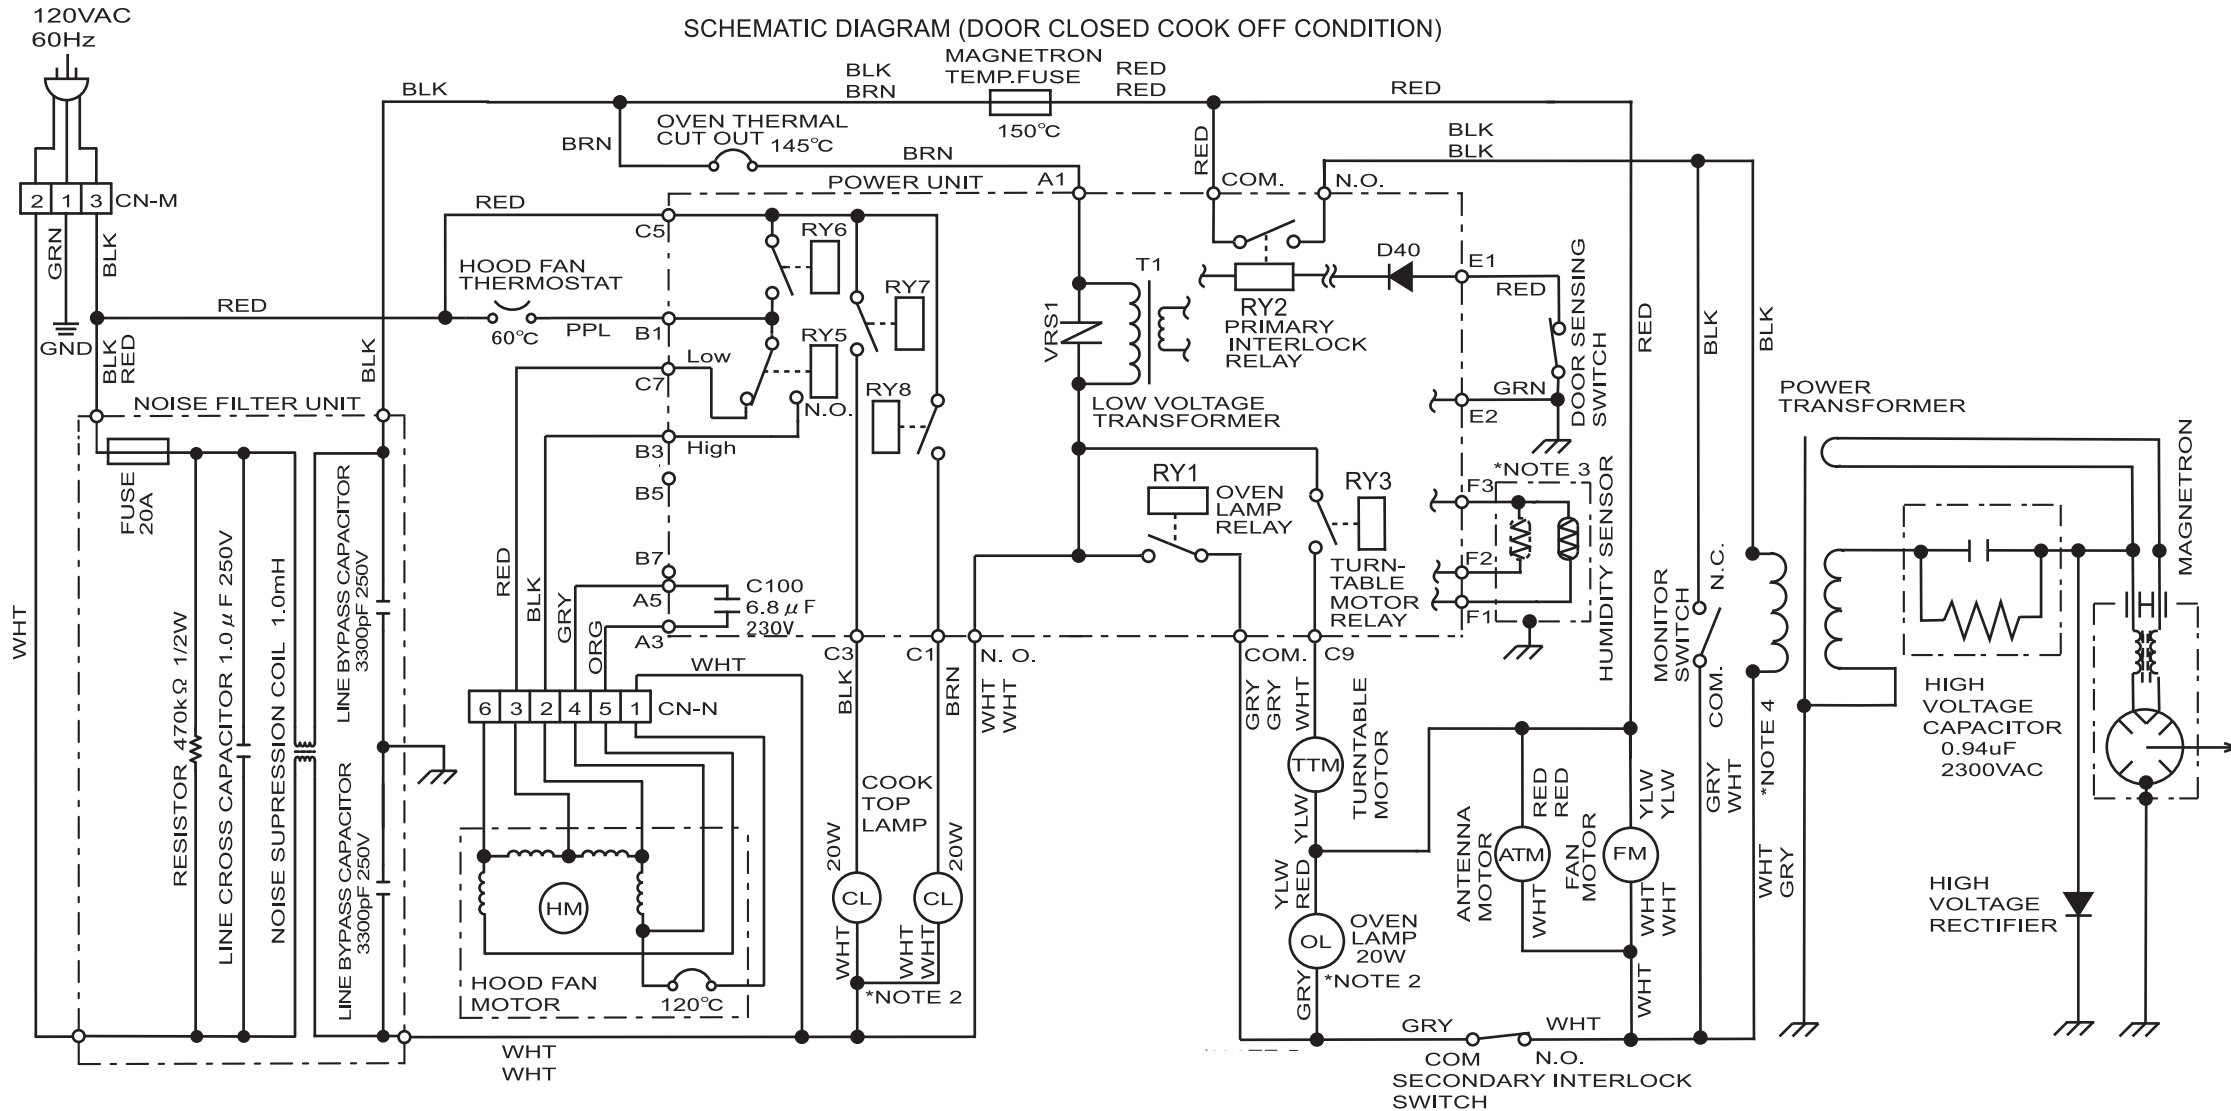 120VAC
60Hz
SCHEMATIC DIAGRAM (DOOR CLOSED COOK OFF CONDITION)
MAGNETRON
TEMP.FUSE
150°C
BLK
BLK
BRN
RED
RED
RED
OVEN THERMAL
CUT OUT 145°C
BRN
BRN
RED
BLK
BLK
2 1 3 CN-M
GRN
BLK
GND
RED
RED
HOOD FAN
THERMOSTAT
60°C
PPL
POWER UNIT
A1
COM.
N.O.
C5
B1
C7
B3
B5
B7
A5
A3
Low
High
N.O.
RY6
RY5
RY7
RY8
VRS1
T1
LOW VOLTAGE
TRANSFORMER
RY2
PRIMARY
INTERLOCK
RELAY
D40
E1
RED
GRN
E2
DOOR SENSING
SWITCH
RED
BLK
BLK
POWER
TRANSFORMER
MAGNETRON
BLK
RED
BLK
NOISE FILTER UNIT
FUSE
20A
RESISTOR 470kΩ 1/2W
LINE CROSS CAPACITOR 1.0μF 250V
NOISE SUPRESSION COIL 1.0mH
LINE BYPASS CAPACITOR
3300pF 250V
LINE BYPASS CAPACITOR
3300pF 250V
WHT
RED
BLK
GRY
ORG
C100
6.8μF
230V
WHT
6 3 2 4 5 1 CN-N
RY1
OVEN
LAMP
RELAY
RY3
TURN-
TABLE
MOTOR
RELAY
*NOTE 3
F3
F2
F1
HUMIDITY SENSOR
MONITOR
SWITCH
N.C.
COM.
C3
C1
N. O.
COM.
C9
BLK
BRN
WHT
WHT
GRY
GRY
WHT
TTM
TURNTABLE
MOTOR
YLW
YLW
RED
OL
OVEN
LAMP
20W
*NOTE 2
GRY
COOK
TOP
LAMP
20W
20W
CL
CL
WHT
WHT
WHT
*NOTE 2
HM
HOOD FAN
MOTOR
120°C
ANTENNA
MOTOR
ATM
RED
RED
WHT
FAN
MOTOR
FM
YLW
YLW
WHT
WHT
WHT
GRY
WHT
*NOTE 4
WHT
GRY
HIGH
VOLTAGE
CAPACITOR
0.94uF
2300VAC
HIGH
VOLTAGE
RECTIFIER
WHT
WHT
GRY
WHT
COM
N.O.
SECONDARY INTERLOCK
SWITCH